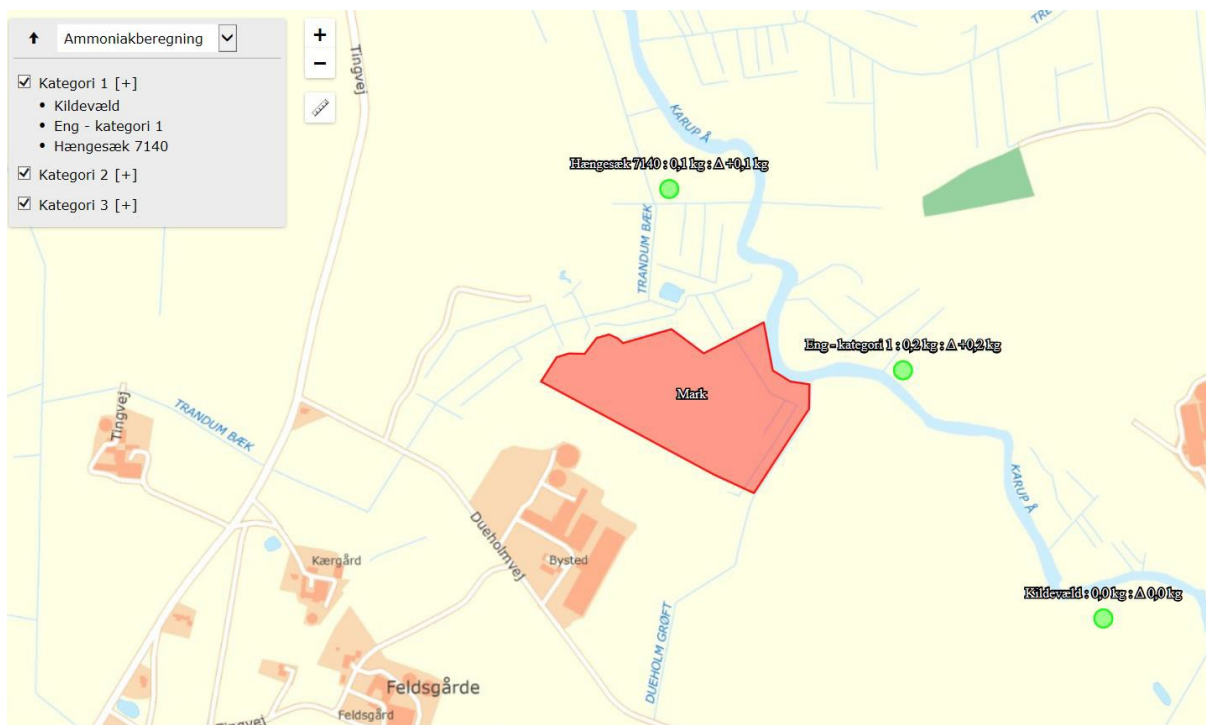 Ammoniakberegning
Kategori 1 [+]
• Kildevæld
• Eng - kategori 1
• Hængesæk 7140
Kategori 2 [+]
Kategori 3 [+]
+
−
Tingvej
KARUP Å
Hængesæk 7140 : 0,1 kg : Δ +0,1 kg
TRANDUM BÆK
Eng - kategori 1 : 0,2 kg : Δ +0,2 kg
Mark
Tingvej
TRANDUM BÆK
KARUP Å
Dueholmvej
Bysted
Kærgård
Kildevæld : 0,0 kg : Δ 0,0 kg
DUEHOLM GRØFT
Feldsgårde
Feldsgård
Tingvej